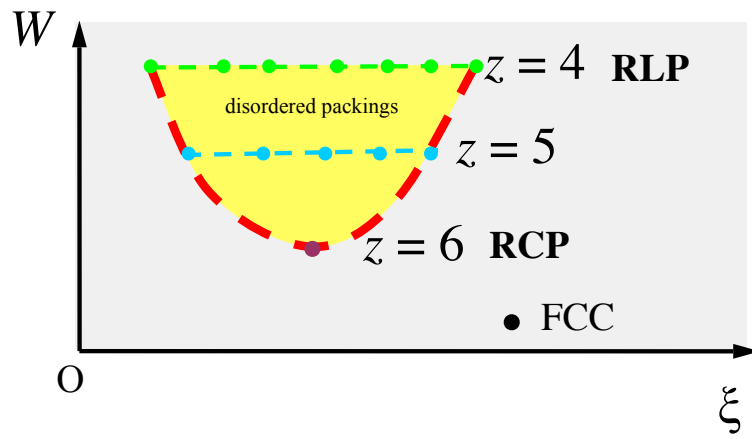 W
z = 4 RLP
disordered packings
z = 5
z = 6 RCP
FCC
O
ξ